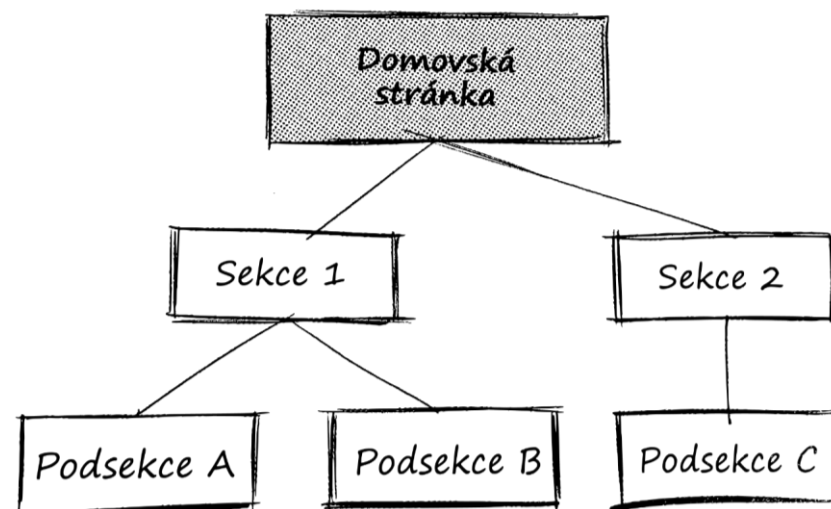 Domovská
stránka
Sekce 1
Sekce 2
Podsekce A
Podsekce B
Podsekce C